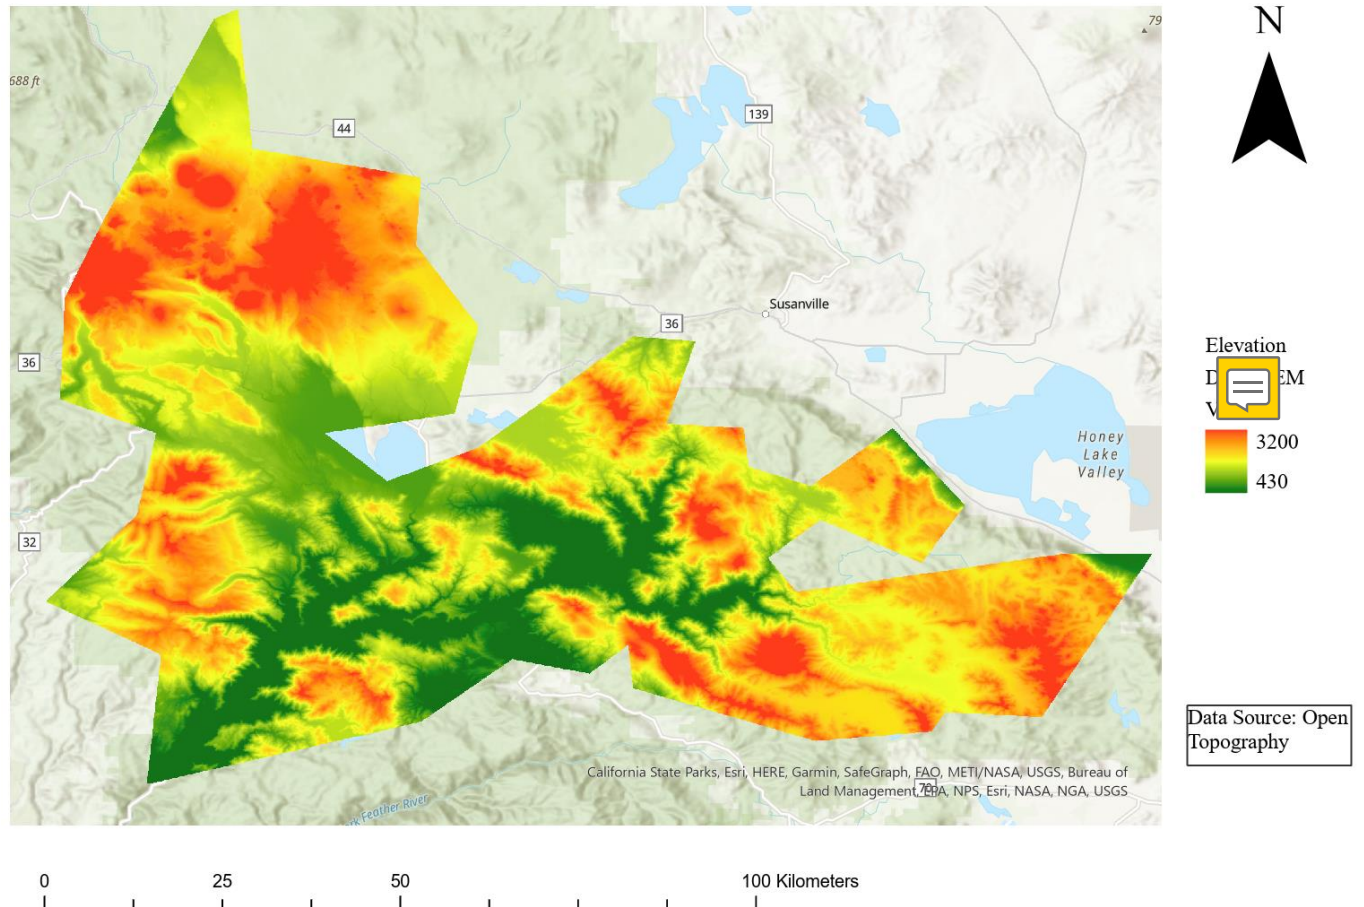 N
79
688 ft
139
44
Susanville
36
36
Elevation
Honey
Lake
Valley
3200
430
32
Data Source: Open
Topography
California State Parks, Esri, HERE, Garmin, SafeGraph, FAO, METI/NASA, USGS, Bureau of
Land Management, EPA, NPS, Esri, NASA, NGA, USGS
70
rk Feather River
0 25 50 100 Kilometers